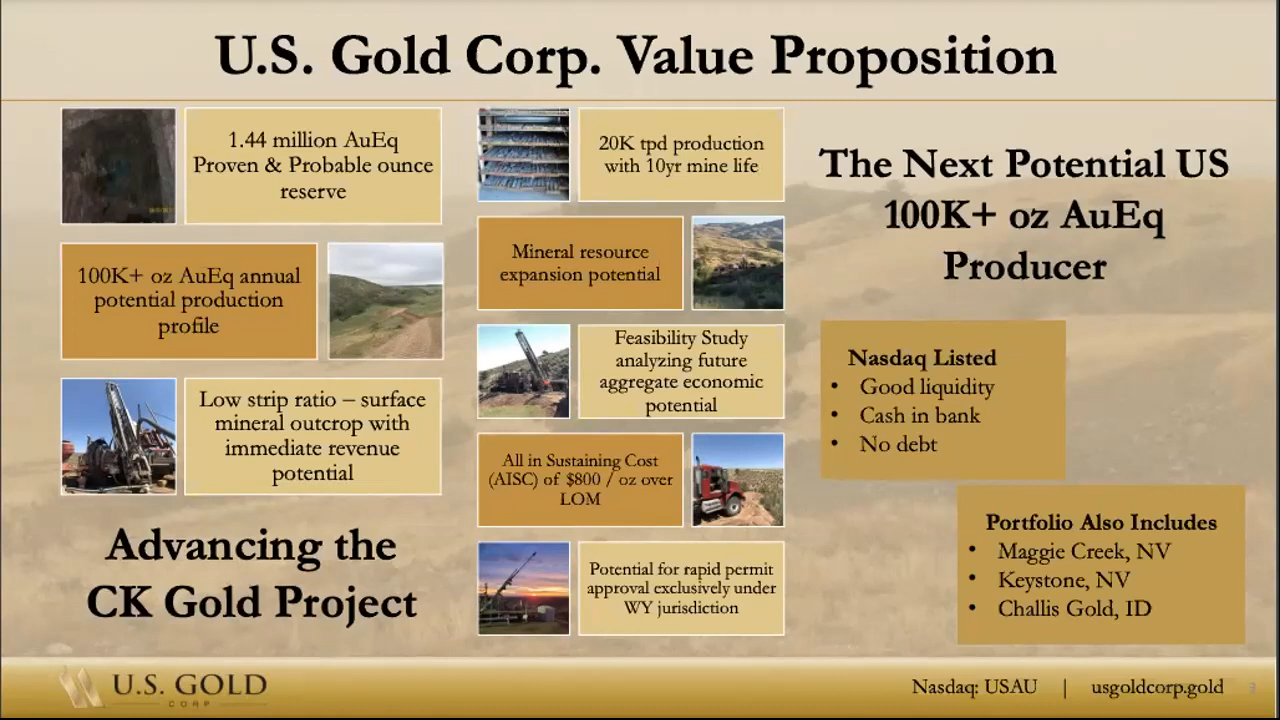 U.S. Gold Corp. Value Proposition
1.44 million AuEq
Proven & Probable ounce
reserve
100K+ oz AuEq annual
potential production
profile
Low strip ratio – surface
mineral outcrop with
immediate revenue
potential
Advancing the
CK Gold Project
20K tpd production
with 10yr mine life
Mineral resource
expansion potential
Feasibility Study
analyzing future
aggregate economic
potential
All in Sustaining Cost
(AISC) of $800 / oz over
LOM
Potential for rapid permit
approval exclusively under
WY jurisdiction
The Next Potential US
100K+ oz AuEq
Producer
Nasdaq Listed
• Good liquidity
• Cash in bank
• No debt
Portfolio Also Includes
• Maggie Creek, NV
• Keystone, NV
• Challis Gold, ID
U.S. GOLD
CORP
Nasdaq: USAU | usgoldcorp.gold 3